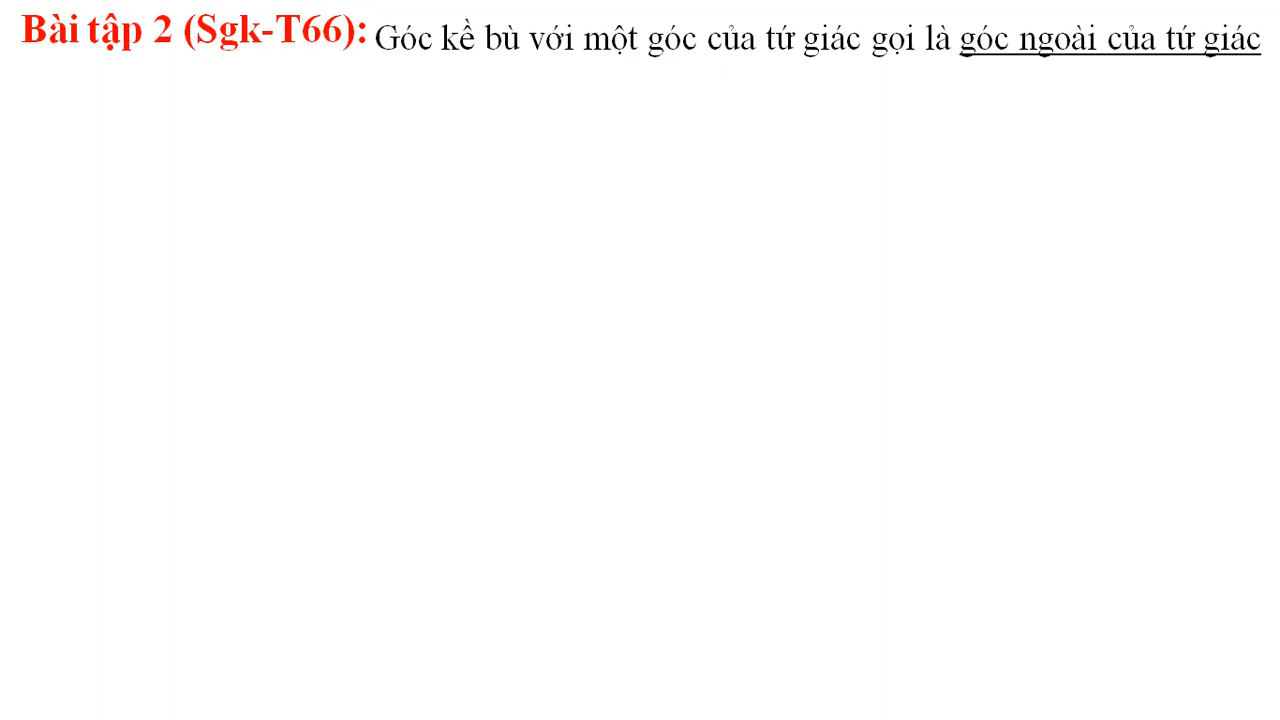 Bài tập 2 (Sgk-T66): Góc kề bù với một góc của tứ giác gọi là góc ngoài của tứ giác